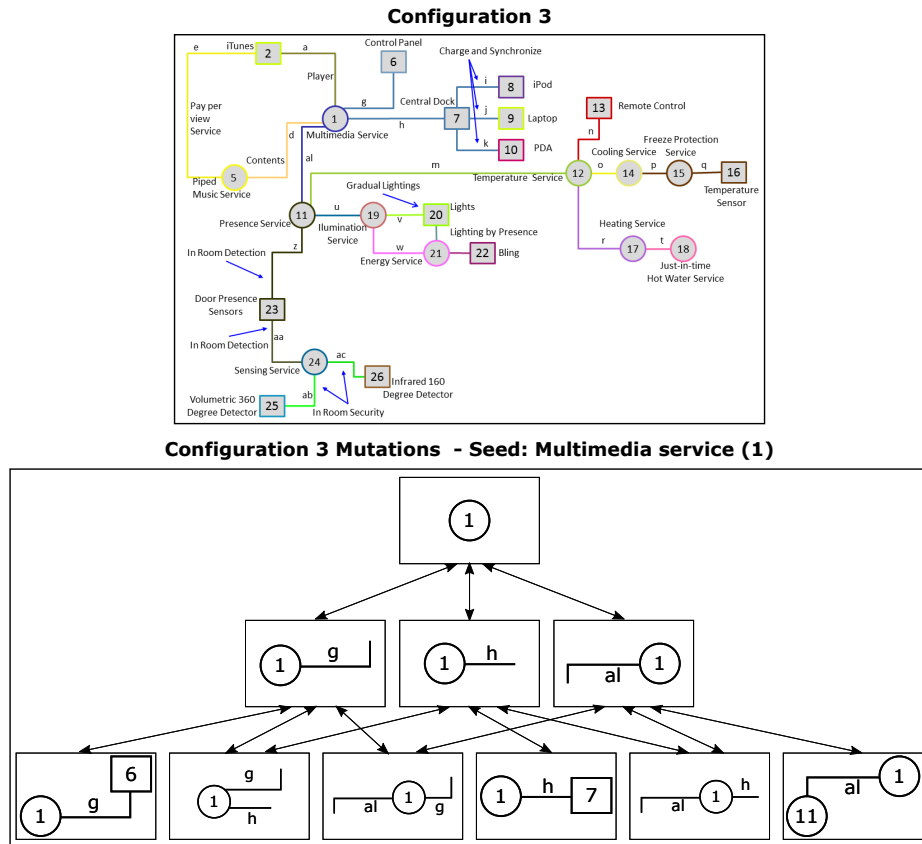 Configuration 3
e
iTunes
2
a
Control Panel
6
Charge and Synchronize
Player
g
i
8
iPod
Pay per
view
Service
Central Dock
1
h
7
j
9
Laptop
Multimedia Service
d
k
10
PDA
13
Remote Control
n
Contents
al
5
Piped
Music Service
m
Cooling Service
Freeze Protection
Service
12
o
14
p
15
q
16
Temperature Service
Temperature
Sensor
Gradual Lightings
Presence Service
11
u
19
v
20
Lights
Ilumination
Service
Lighting by Presence
z
w
21
22
Bling
Energy Service
Heating Service
r
17
t
18
Just-in-time
Hot Water Service
In Room Detection
Door Presence
Sensors
23
In Room Detection
aa
24
ac
Sensing Service
26
Infrared 160
Degree Detector
ab
Volumetric 360
Degree Detector
25
In Room Security
Configuration 3 Mutations - Seed: Multimedia service (1)
1
1
g
1
h
al
1
6
1
g
g
1
h
al
1
g
1
h
7
al
1
h
1
al
11